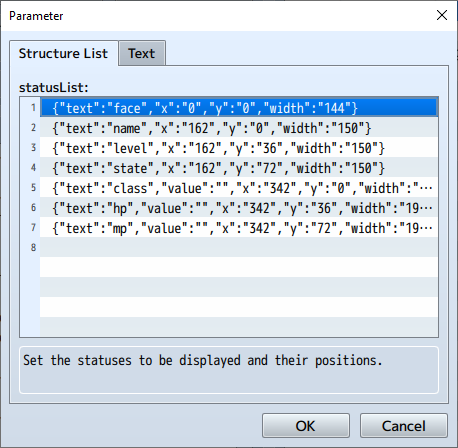 Parameter
Structure List
Text
statusList:
1 {"text":"face","x":"0","y":"0","width":"144"}
2 {"text":"name","x":"162","y":"0","width":"150"}
3 {"text":"level","x":"162","y":"36","width":"150"}
4 {"text":"state","x":"162","y":"72","width":"150"}
5 {"text":"class","value":"","x":"342","y":"0","width":"···
6 {"text":"hp","value":"","x":"342","y":"36","width":"19···
7 {"text":"mp","value":"","x":"342","y":"72","width":"19···
8
Set the statuses to be displayed and their positions.
OK
Cancel